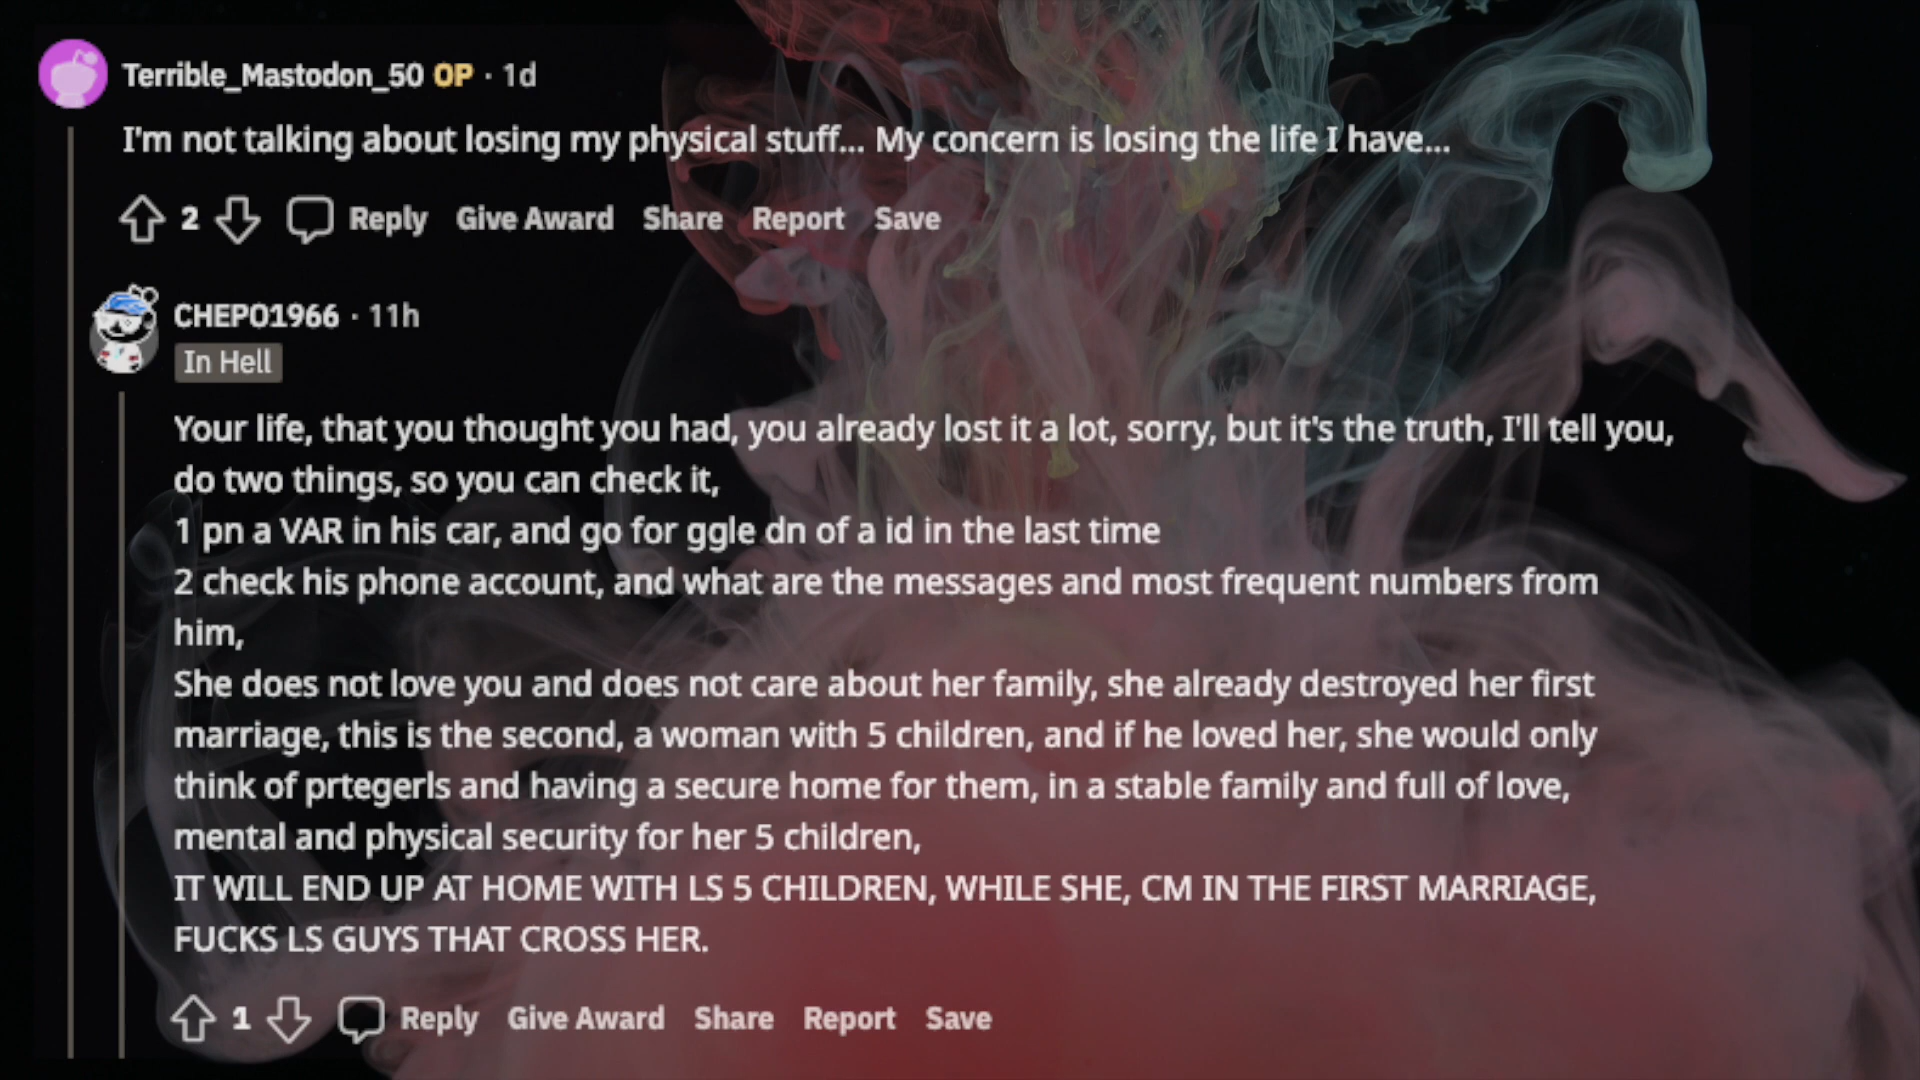 Terrible_Mastodon_50 OP · 1d
I'm not talking about losing my physical stuff... My concern is losing the life I have...
2 Reply Give Award Share Report Save
CHEPO1966 · 11h
In Hell
Your life, that you thought you had, you already lost it a lot, sorry, but it's the truth, I'll tell you,
do two things, so you can check it,
1 pn a VAR in his car, and go for ggle dn of a id in the last time
2 check his phone account, and what are the messages and most frequent numbers from
him,
She does not love you and does not care about her family, she already destroyed her first
marriage, this is the second, a woman with 5 children, and if he loved her, she would only
think of prtegerls and having a secure home for them, in a stable family and full of love,
mental and physical security for her 5 children,
IT WILL END UP AT HOME WITH LS 5 CHILDREN, WHILE SHE, CM IN THE FIRST MARRIAGE,
FUCKS LS GUYS THAT CROSS HER.
1 Reply Give Award Share Report Save